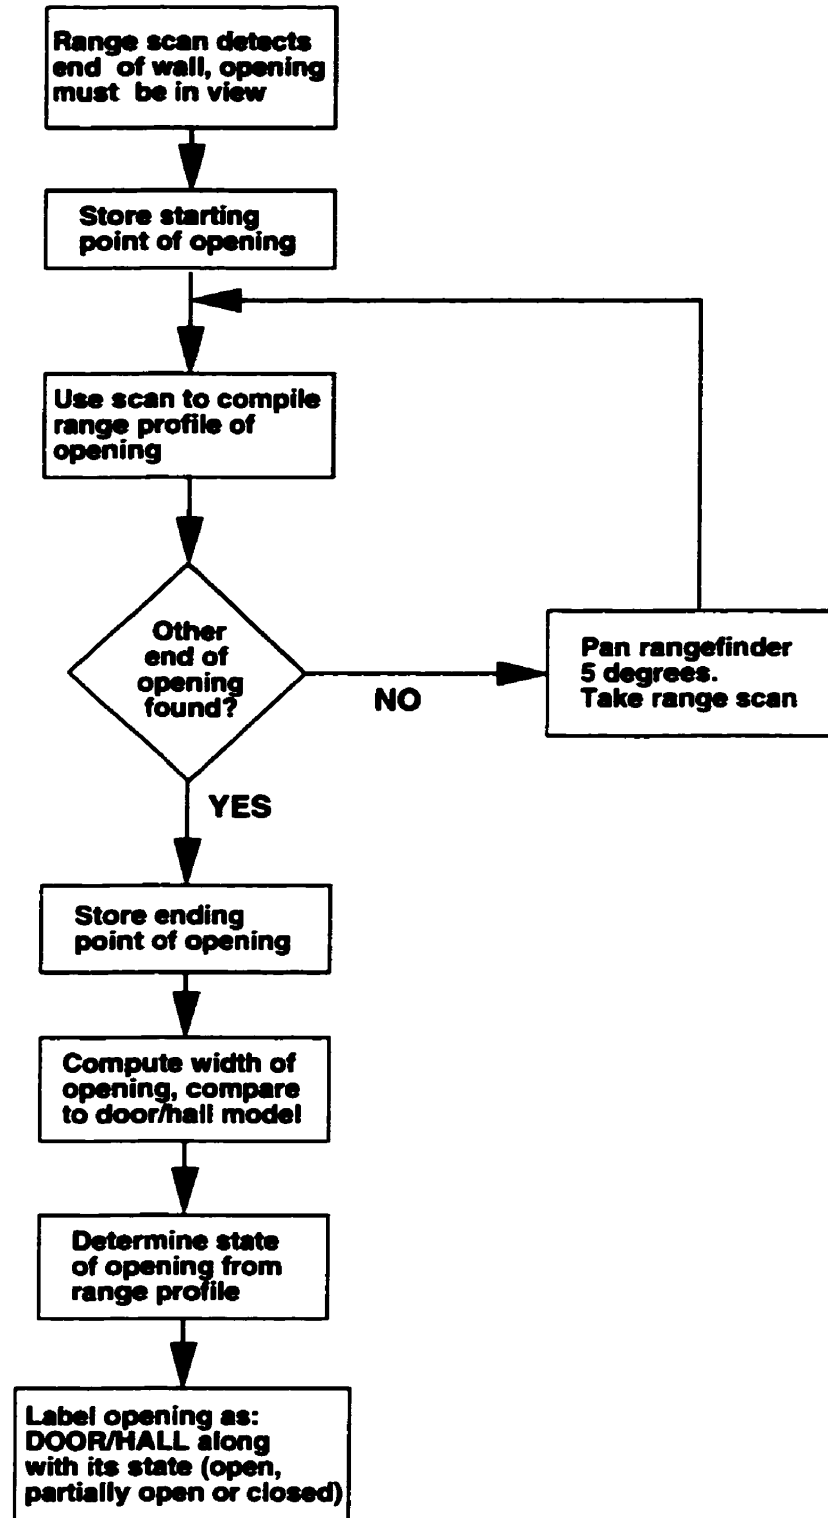 Range scan detects
end of wall, opening
must be in view
Store starting
point of opening
Use scan to compile
range profile of
opening
Other
end of
opening
found?
NO
Pan rangefinder
5 degrees.
Take range scan
YES
Store ending
point of opening
Compute width of
opening, compare
to door/hall model
Determine state
of opening from
range profile
Label opening as:
DOOR/HALL along
with its state (open,
partially open or closed)